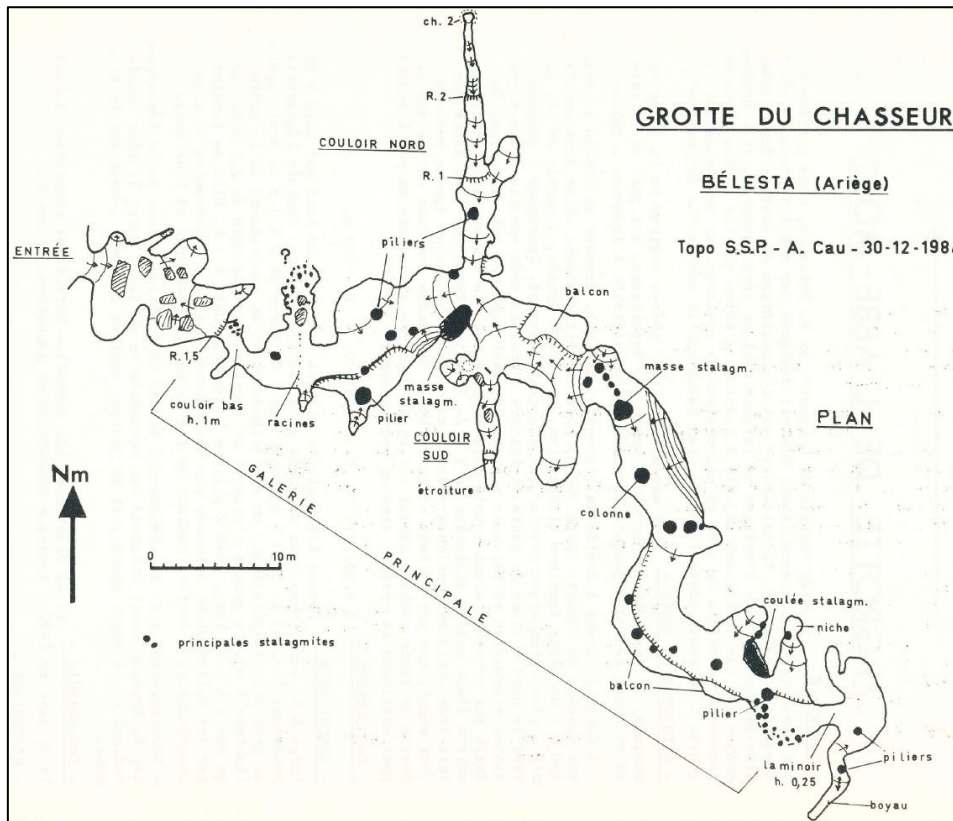 ch. 2
R. 2
GROTTE DU CHASSEUR
COULOIR NORD
BÉLESTA (Ariège)
R. 1
piliers
Topo S.S.P. - A. Cau - 30-12-198
ENTRÉE
?
balcon
R. 1,5
masse stalagm.
couloir bas
h. 1m
racines
masse
stalagm.
pilier
PLAN
COULOIR
SUD
étroiture
Nm
GALERIE
colonne
0 10 m
PRINCIPALE
coulée stalagm.
niche
principales stalagmites
balcon
pilier
laminoir
h. 0,25
piliers
boyau